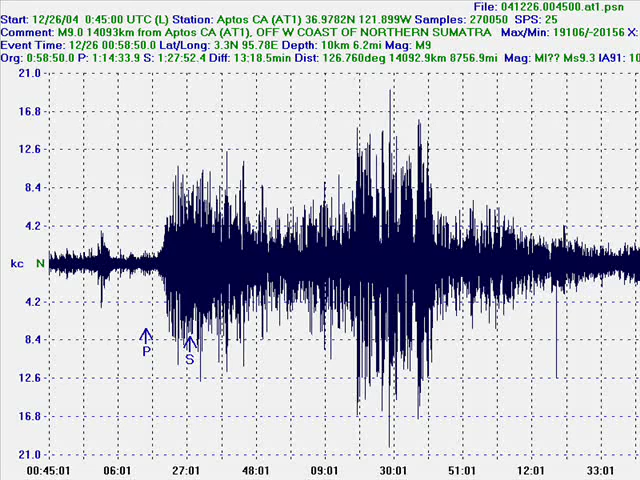 File: 041226.004500.at1.psn
Start: 12/26/04 0:45:00 UTC (L) Station: Aptos CA (AT1) 36.9782N 121.899W Samples: 270050 SPS: 25
Comment: M9.0 14093km from Aptos CA (AT1), OFF W COAST OF NORTHERN SUMATRA Max/Min: 19106/-20156 X:
Event Time: 12/26 00:58:50.0 Lat/Long: 3.3N 95.78E Depth: 10km 6.2mi Mag: M9
Org: 0:58:50.0 P: 1:14:33.9 S: 1:27:52.4 Diff: 13:18.5min Dist: 126.760deg 14092.9km 8756.9mi Mag: Ml?? Ms9.3 IA91: 10
21.0
16.8
12.6
8.4
4.2
kc N
4.2
8.4
12.6
16.8
21.0
P
S
00:45:01 06:01 27:01 48:01 09:01 30:01 51:01 12:01 33:01